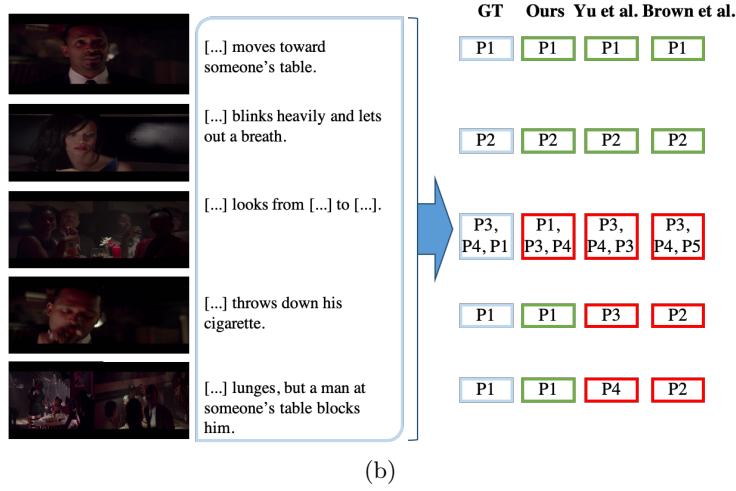 GT Ours Yu et al. Brown et al.
[...] moves toward
someone's table.
P1 P1 P1 P1
[...] blinks heavily and lets
out a breath.
P2 P2 P2 P2
[...] looks from [...] to [...].
P3, P1, P3, P3,
P4, P1 P3, P4 P4, P3 P4, P5
[...] throws down his
cigarette.
P1 P1 P3 P2
[...] lunges, but a man at
someone's table blocks
him.
P1 P1 P4 P2
(b)